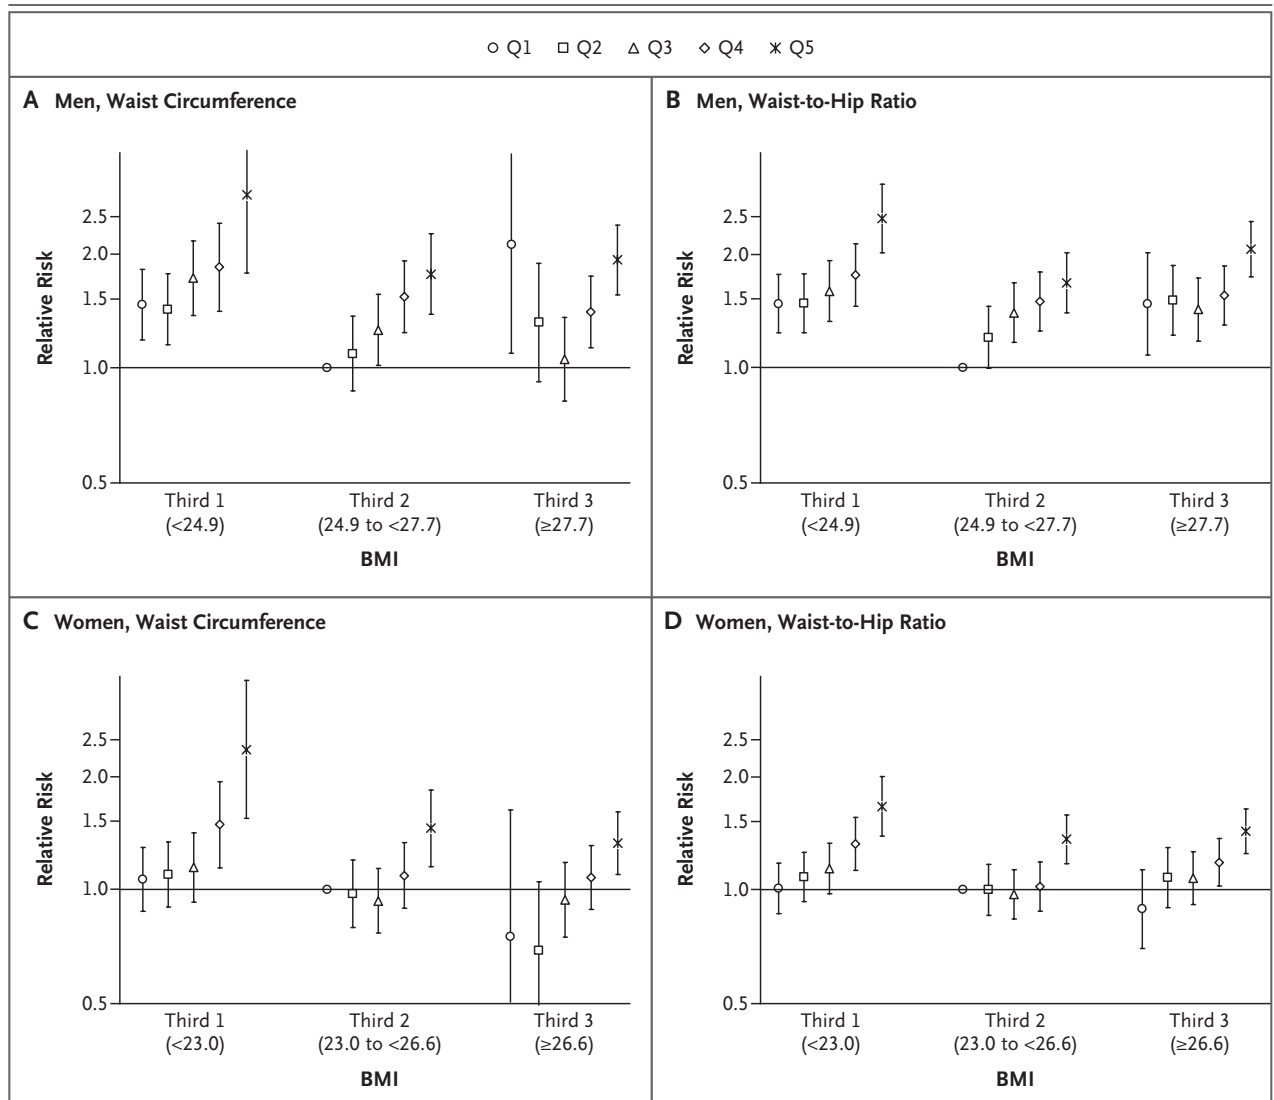 Q1 Q2 Q3 Q4 Q5
A Men, Waist Circumference
Relative Risk
2.5
2.0
1.5
1.0
0.5
Third 1 Third 2 Third 3
(<24.9) (24.9 to <27.7) (≥27.7)
BMI
B Men, Waist-to-Hip Ratio
Relative Risk
2.5
2.0
1.5
1.0
0.5
Third 1 Third 2 Third 3
(<24.9) (24.9 to <27.7) (≥27.7)
BMI
C Women, Waist Circumference
Relative Risk
2.5
2.0
1.5
1.0
0.5
Third 1 Third 2 Third 3
(<23.0) (23.0 to <26.6) (≥26.6)
BMI
D Women, Waist-to-Hip Ratio
Relative Risk
2.5
2.0
1.5
1.0
0.5
Third 1 Third 2 Third 3
(<23.0) (23.0 to <26.6) (≥26.6)
BMI